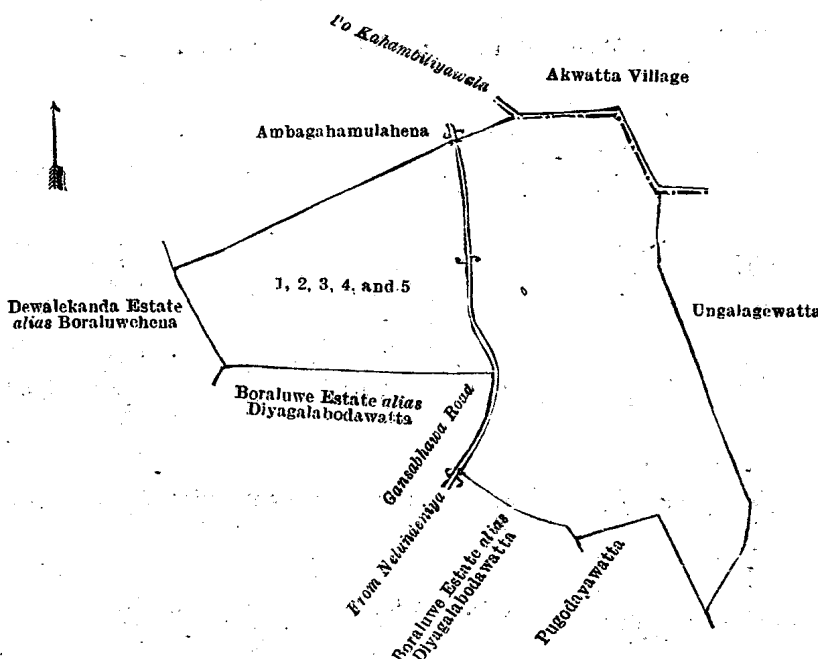 To Kahambiliyawala
Akwatta Village
Ambagahamulahena
1, 2, 3, 4, and 5
Dewalekanda Estate
alias Boraluwehena
Ungalagewatta
Boraluwe Estate alias
Diyagalabodawatta
Gansabhawa Road
From Nelundeniya
Boraluwe Estate alias
Diyagalabodawatta
Pugodayawatta